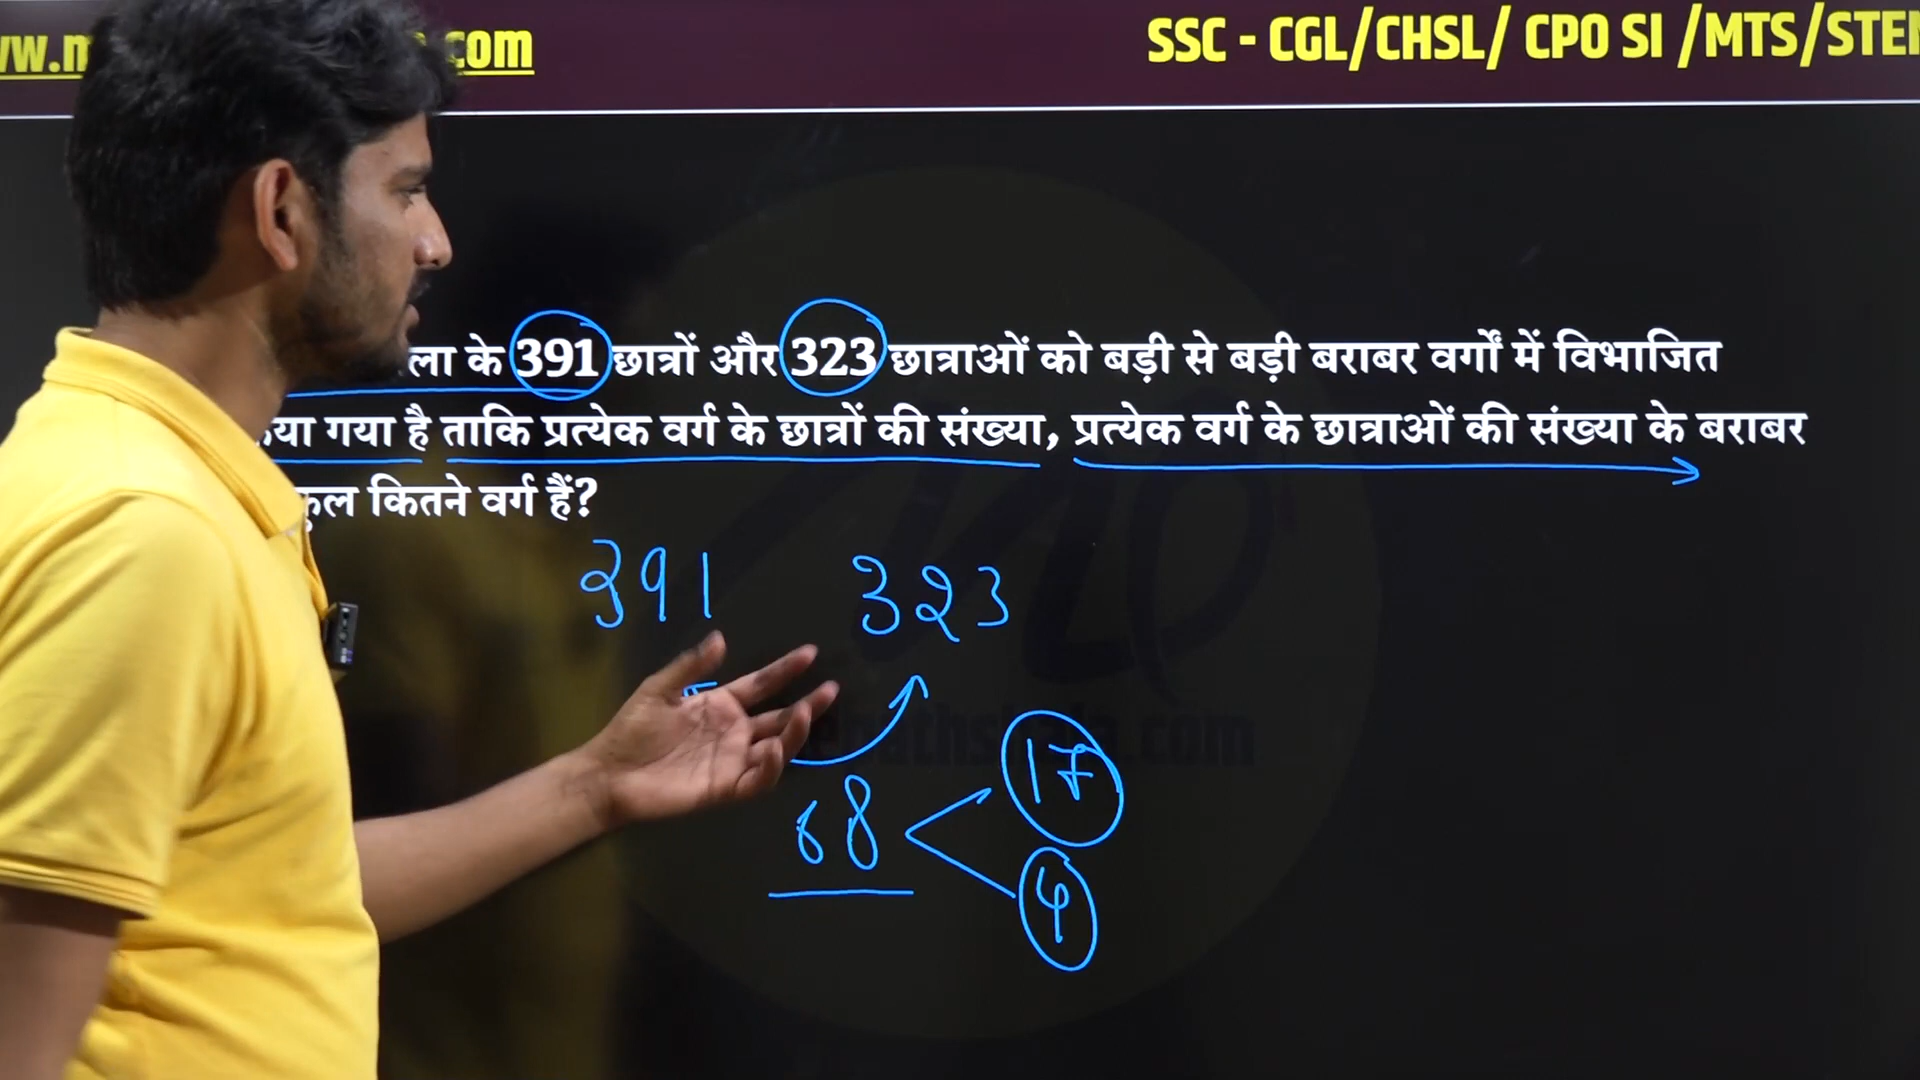 SSC - CGL/CHSL/ CPO SI /MTS/STEN
.com
के 391 छात्रों और 323 छात्राओं को बड़ी से बड़ी बराबर वर्गों में विभाजित
गया है ताकि प्रत्येक वर्ग के छात्रों की संख्या, प्रत्येक वर्ग के छात्राओं की संख्या के बराबर
कुल कितने वर्ग हैं?
391 323
17
68
4